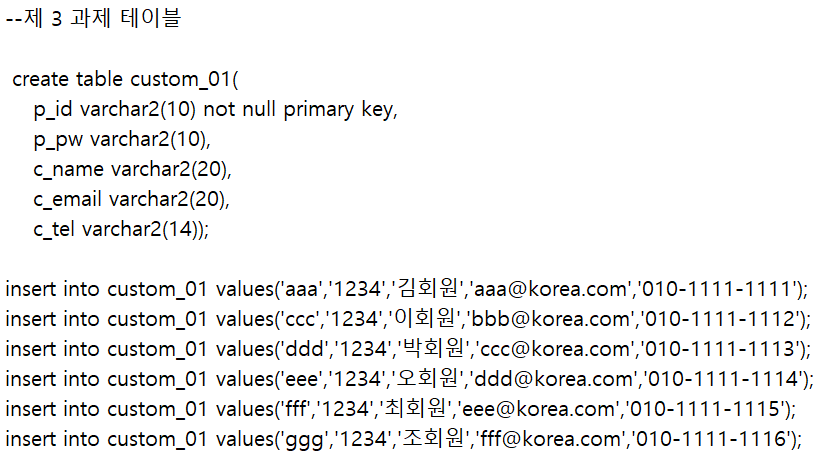 --제 3 과제 테이블
create table custom_01(
p_id varchar2(10) not null primary key,
p_pw varchar2(10),
c_name varchar2(20),
c_email varchar2(20),
c_tel varchar2(14));
insert into custom_01 values('aaa','1234','김회원','aaa@korea.com','010-1111-1111');
insert into custom_01 values('ccc','1234','이회원','bbb@korea.com','010-1111-1112');
insert into custom_01 values('ddd','1234','박회원','ccc@korea.com','010-1111-1113');
insert into custom_01 values('eee','1234','오회원','ddd@korea.com','010-1111-1114');
insert into custom_01 values('fff','1234','최회원','eee@korea.com','010-1111-1115');
insert into custom_01 values('ggg','1234','조회원','fff@korea.com','010-1111-1116');